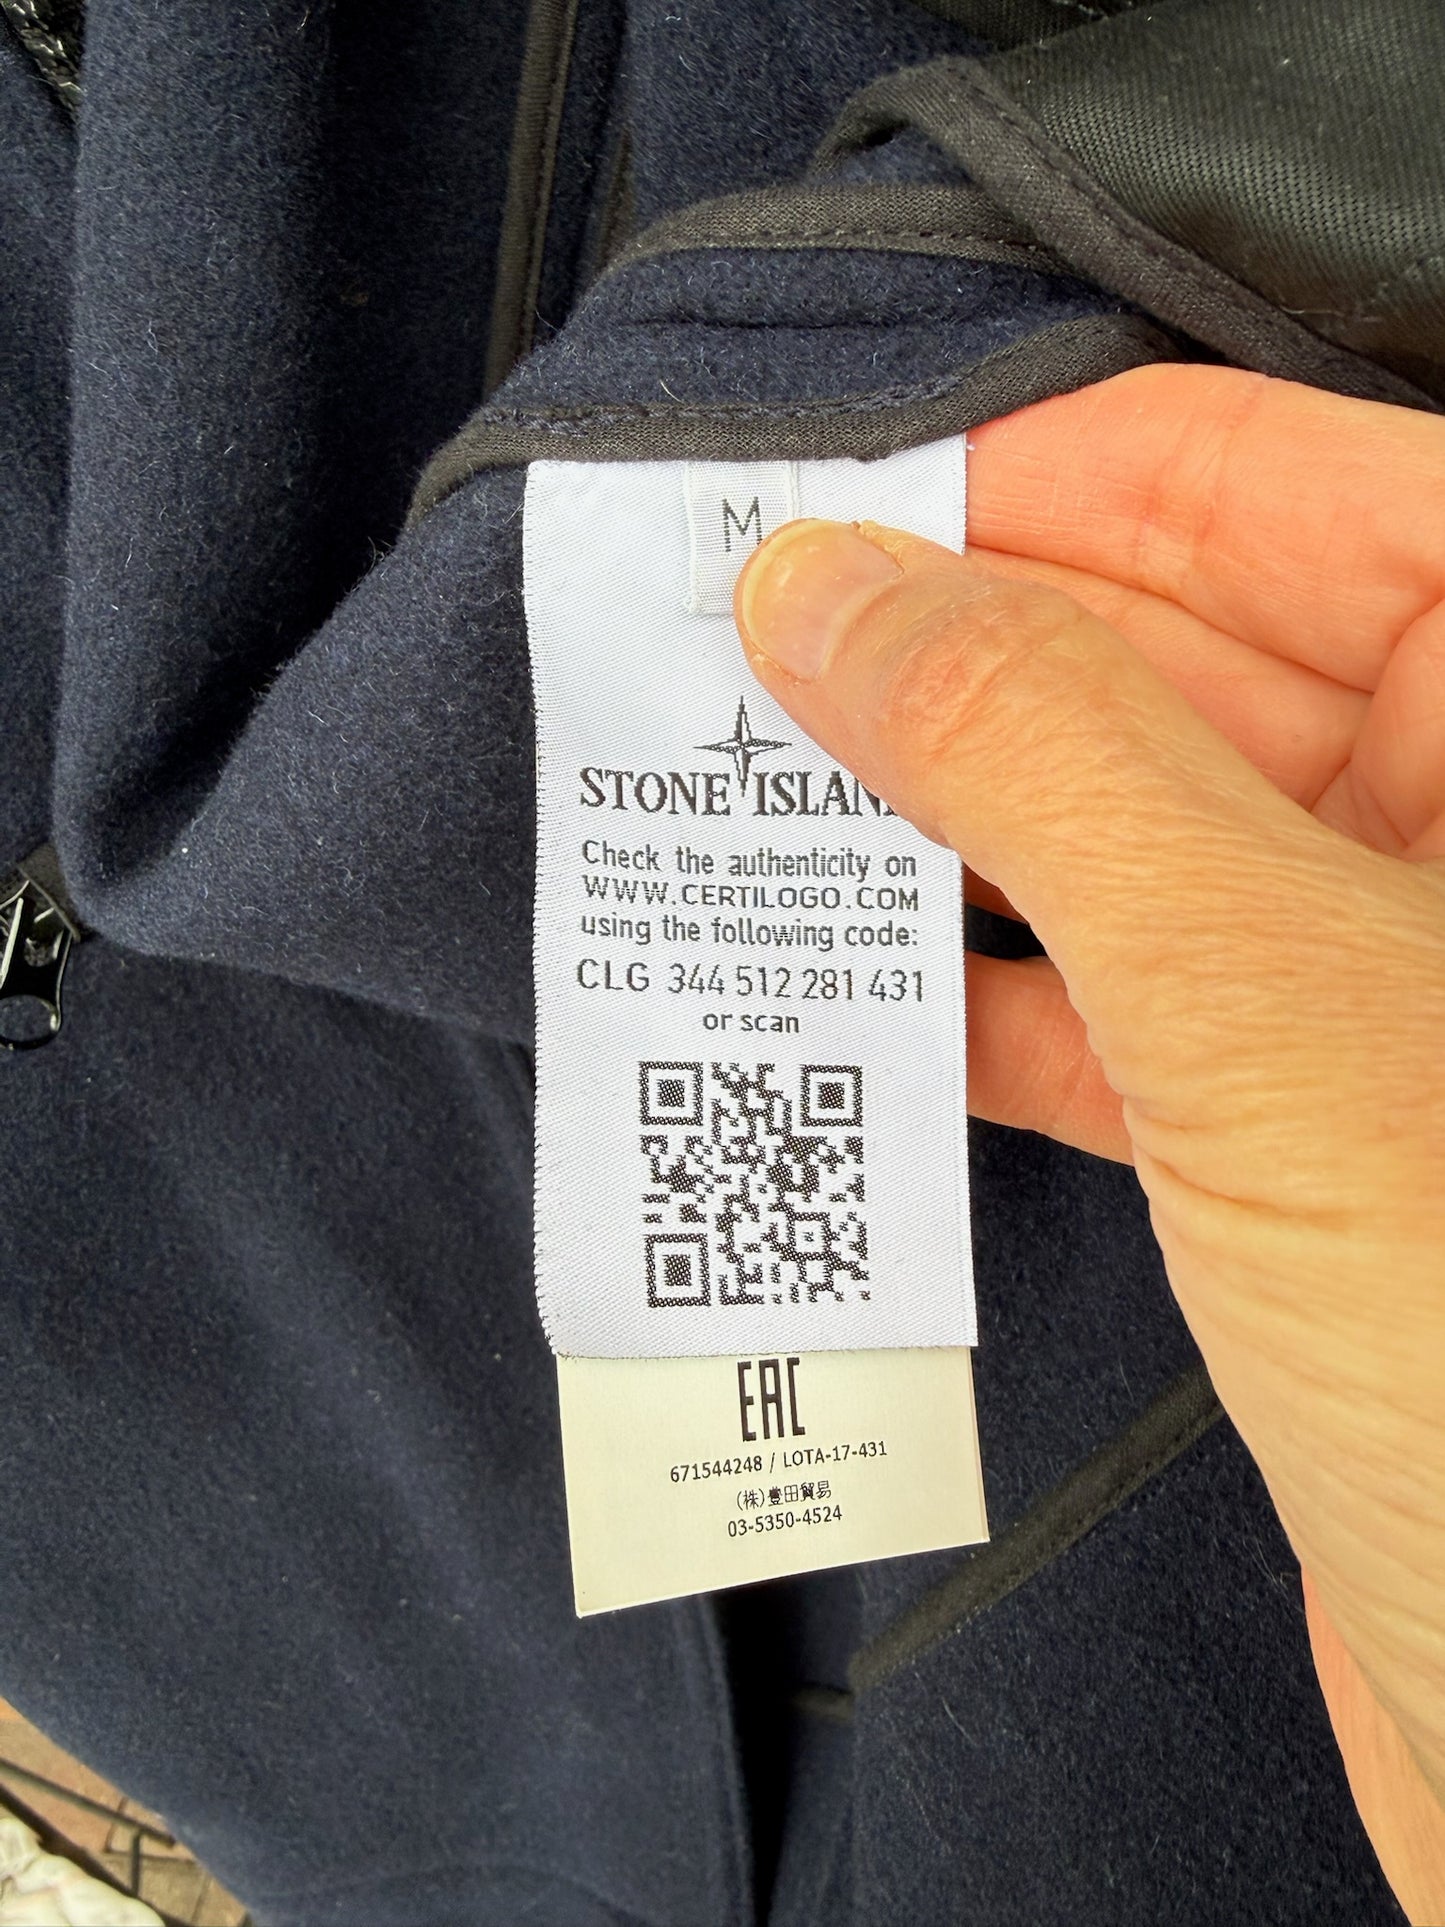 M
STONE ISLAN
Check the authenticity on
WWW.CERTILOGO.COM
using the following code:
CLG 344 512 281 431
or scan
EAC
671544248 / LOTA-17-431
(株)豊田貿易
03-5350-4524